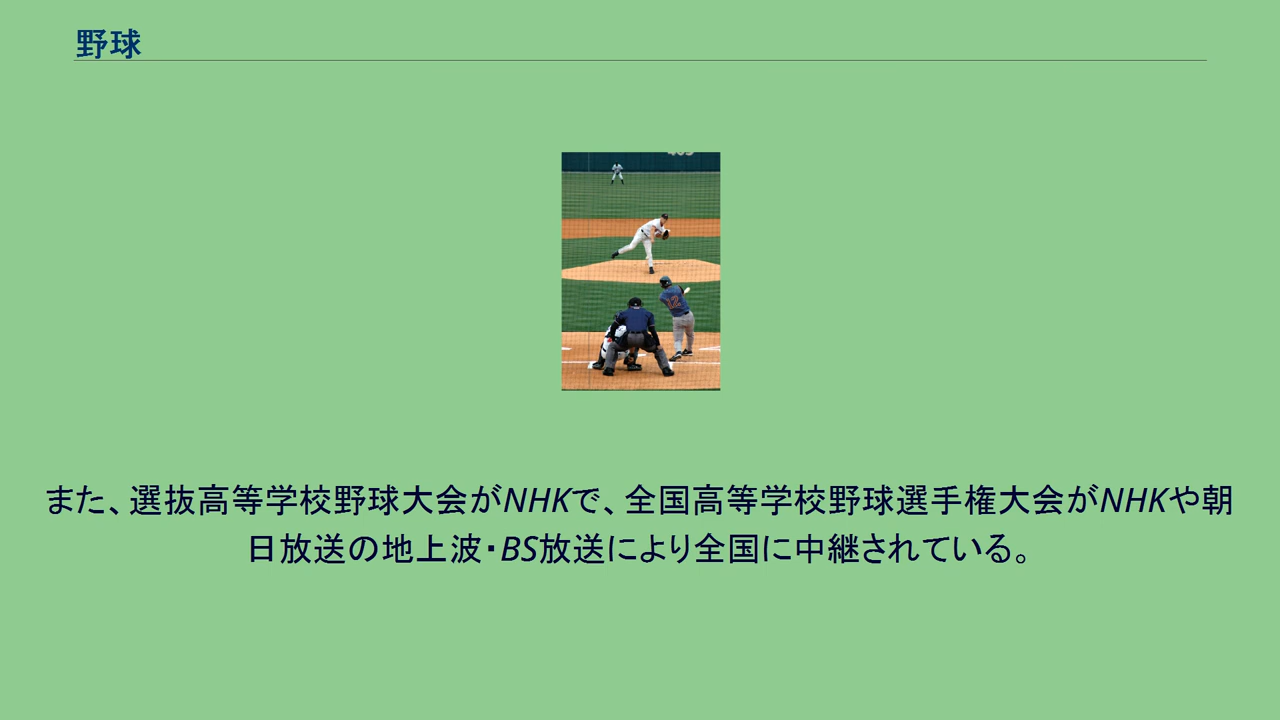 野球
12
また、選抜高等学校野球大会がNHKで、全国高等学校野球選手権大会がNHKや朝
日放送の地上波・BS放送により全国に中継されている。